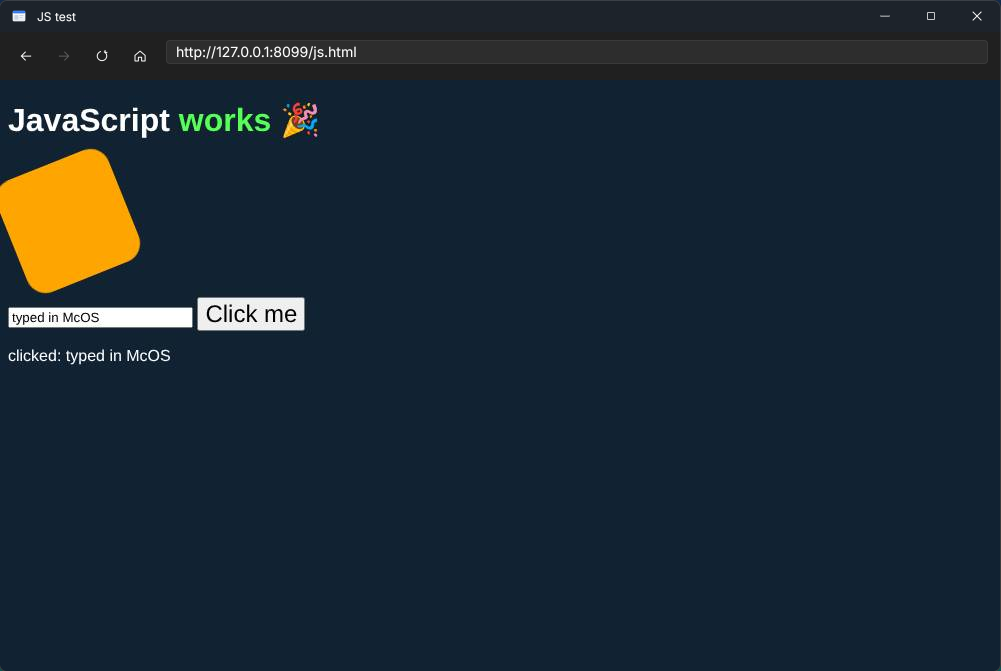 JS test
http://127.0.0.1:8099/js.html
JavaScript works 🎉
typed in McOS Click me
clicked: typed in McOS